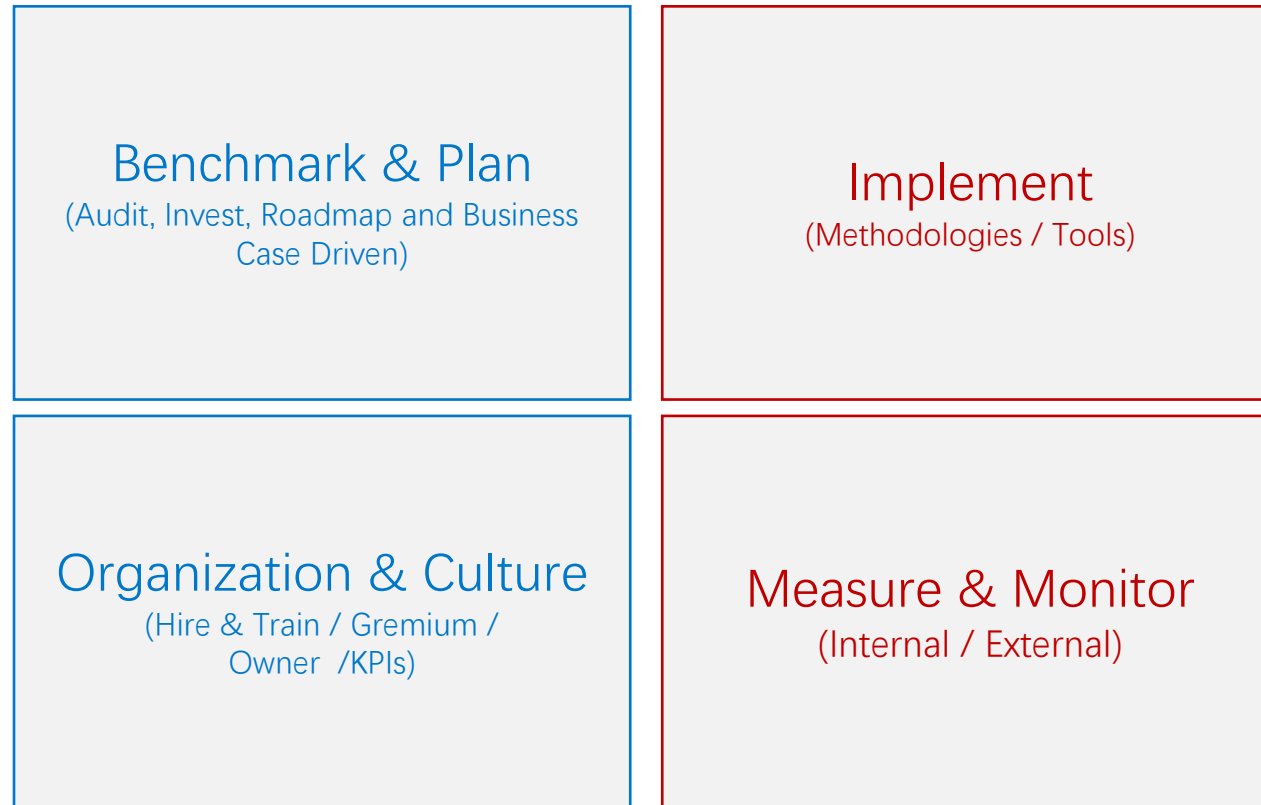 Benchmark & Plan
(Audit, Invest, Roadmap and Business
Case Driven)
Implement
(Methodologies / Tools)
Organization & Culture
(Hire & Train / Gremium /
Owner  /KPIs)
Measure & Monitor
(Internal / External)